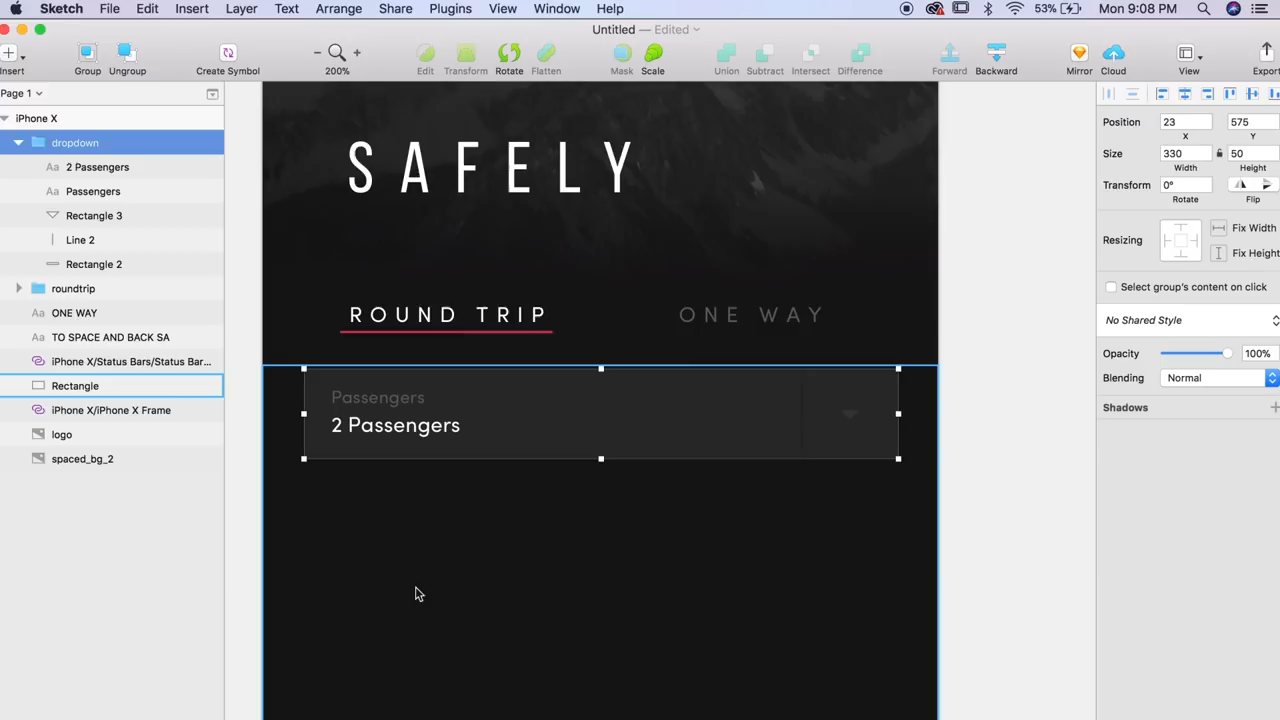 Sketch File Edit Insert Layer Text Arrange Share Plugins View Window Help 53% Mon 9:08 PM
Untitled — Edited
Insert Group Ungroup Create Symbol 200% Edit Transform Rotate Flatten Mask Scale Union Subtract Intersect Difference Forward Backward Mirror Cloud View Export
Page 1
iPhone X
dropdown
Aa 2 Passengers
Aa Passengers
Rectangle 3
Line 2
Rectangle 2
roundtrip
Aa ONE WAY
Aa TO SPACE AND BACK SA
iPhone X/Status Bars/Status Bar...
Rectangle
iPhone X/iPhone X Frame
logo
spaced_bg_2
SAFELY
ROUND TRIP ONE WAY
Passengers
2 Passengers
Position 23 575
X Y
Size 330 50
Width Height
Transform 0°
Rotate Flip
Resizing Fix Width
Fix Height
Select group's content on click
No Shared Style
Opacity 100%
Blending Normal
Shadows